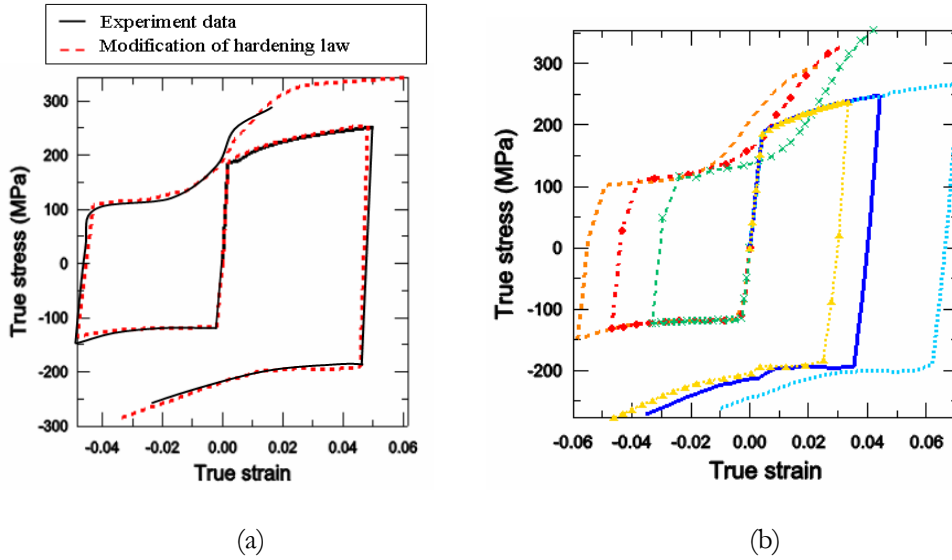 Experiment data
Modification of hardening law
True stress (MPa)
300
200
100
0
-100
-200
-300
-0.04 -0.02 0.00 0.02 0.04 0.06
True strain
(a)
True stress (MPa)
300
200
100
0
-100
-200
-0.06 -0.04 -0.02 0.00 0.02 0.04 0.06
True strain
(b)